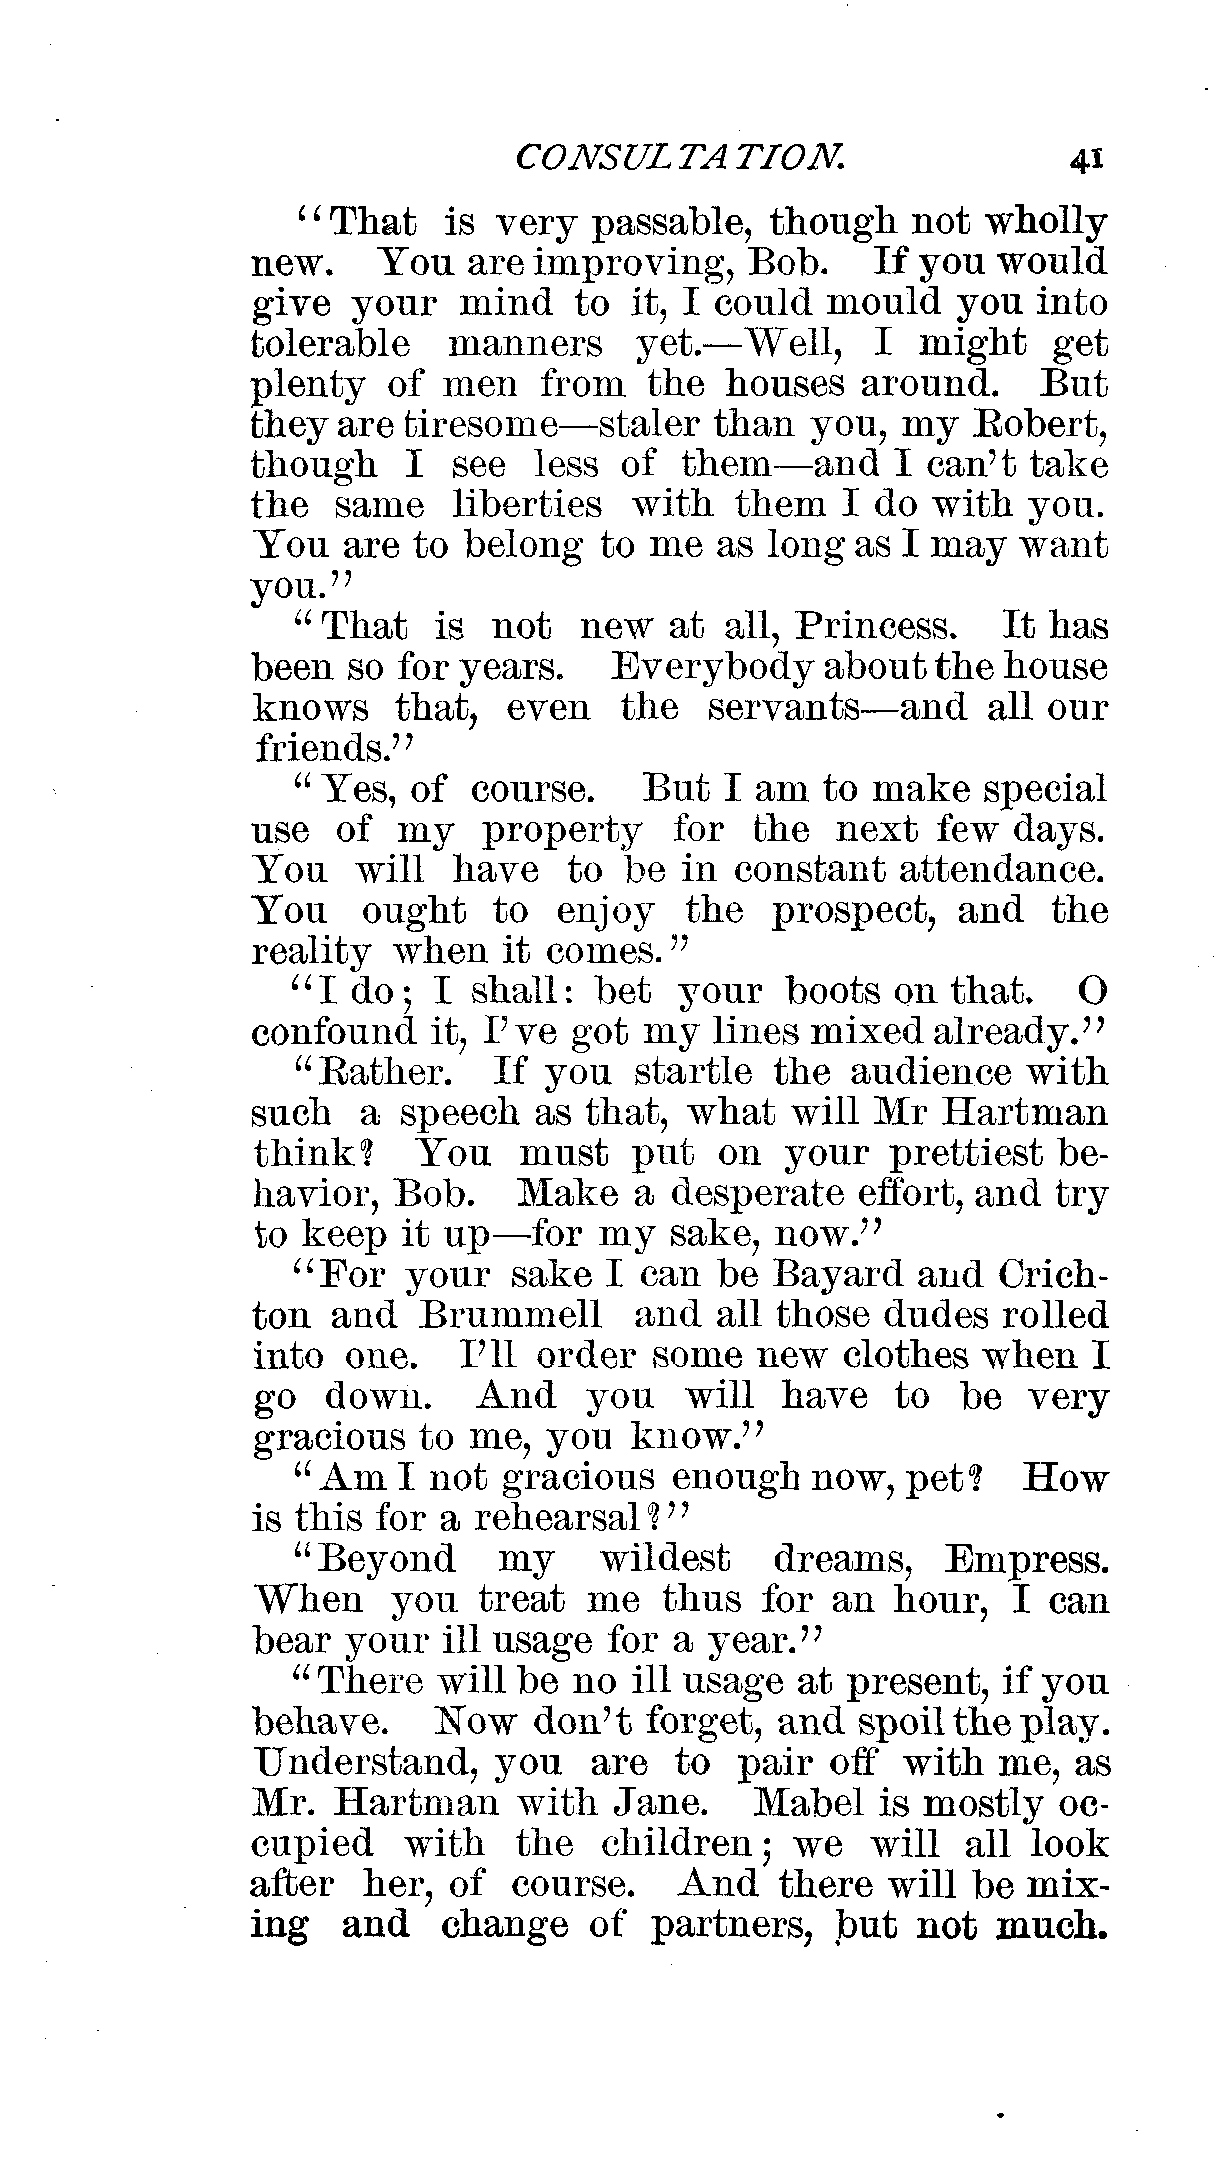 CONSULTATION. 41
"That is very passable, though not wholly
new. You are improving, Bob. If you would
give your mind to it, I could mould you into
tolerable manners yet.—Well, I might get
plenty of men from the houses around. But
they are tiresome—staler than you, my Robert,
though I see less of them—and I can't take
the same liberties with them I do with you.
You are to belong to me as long as I may want
you."
"That is not new at all, Princess. It has
been so for years. Everybody about the house
knows that, even the servants—and all our
friends."
"Yes, of course. But I am to make special
use of my property for the next few days.
You will have to be in constant attendance.
You ought to enjoy the prospect, and the
reality when it comes."
"I do; I shall: bet your boots on that. O
confound it, I've got my lines mixed already."
"Rather. If you startle the audience with
such a speech as that, what will Mr Hartman
think? You must put on your prettiest be-
havior, Bob. Make a desperate effort, and try
to keep it up—for my sake, now."
"For your sake I can be Bayard and Crich-
ton and Brummell and all those dudes rolled
into one. I'll order some new clothes when I
go down. And you will have to be very
gracious to me, you know."
"Am I not gracious enough now, pet? How
is this for a rehearsal?"
"Beyond my wildest dreams, Empress.
When you treat me thus for an hour, I can
bear your ill usage for a year."
"There will be no ill usage at present, if you
behave. Now don't forget, and spoil the play.
Understand, you are to pair off with me, as
Mr. Hartman with Jane. Mabel is mostly oc-
cupied with the children; we will all look
after her, of course. And there will be mix-
ing and change of partners, but not much.